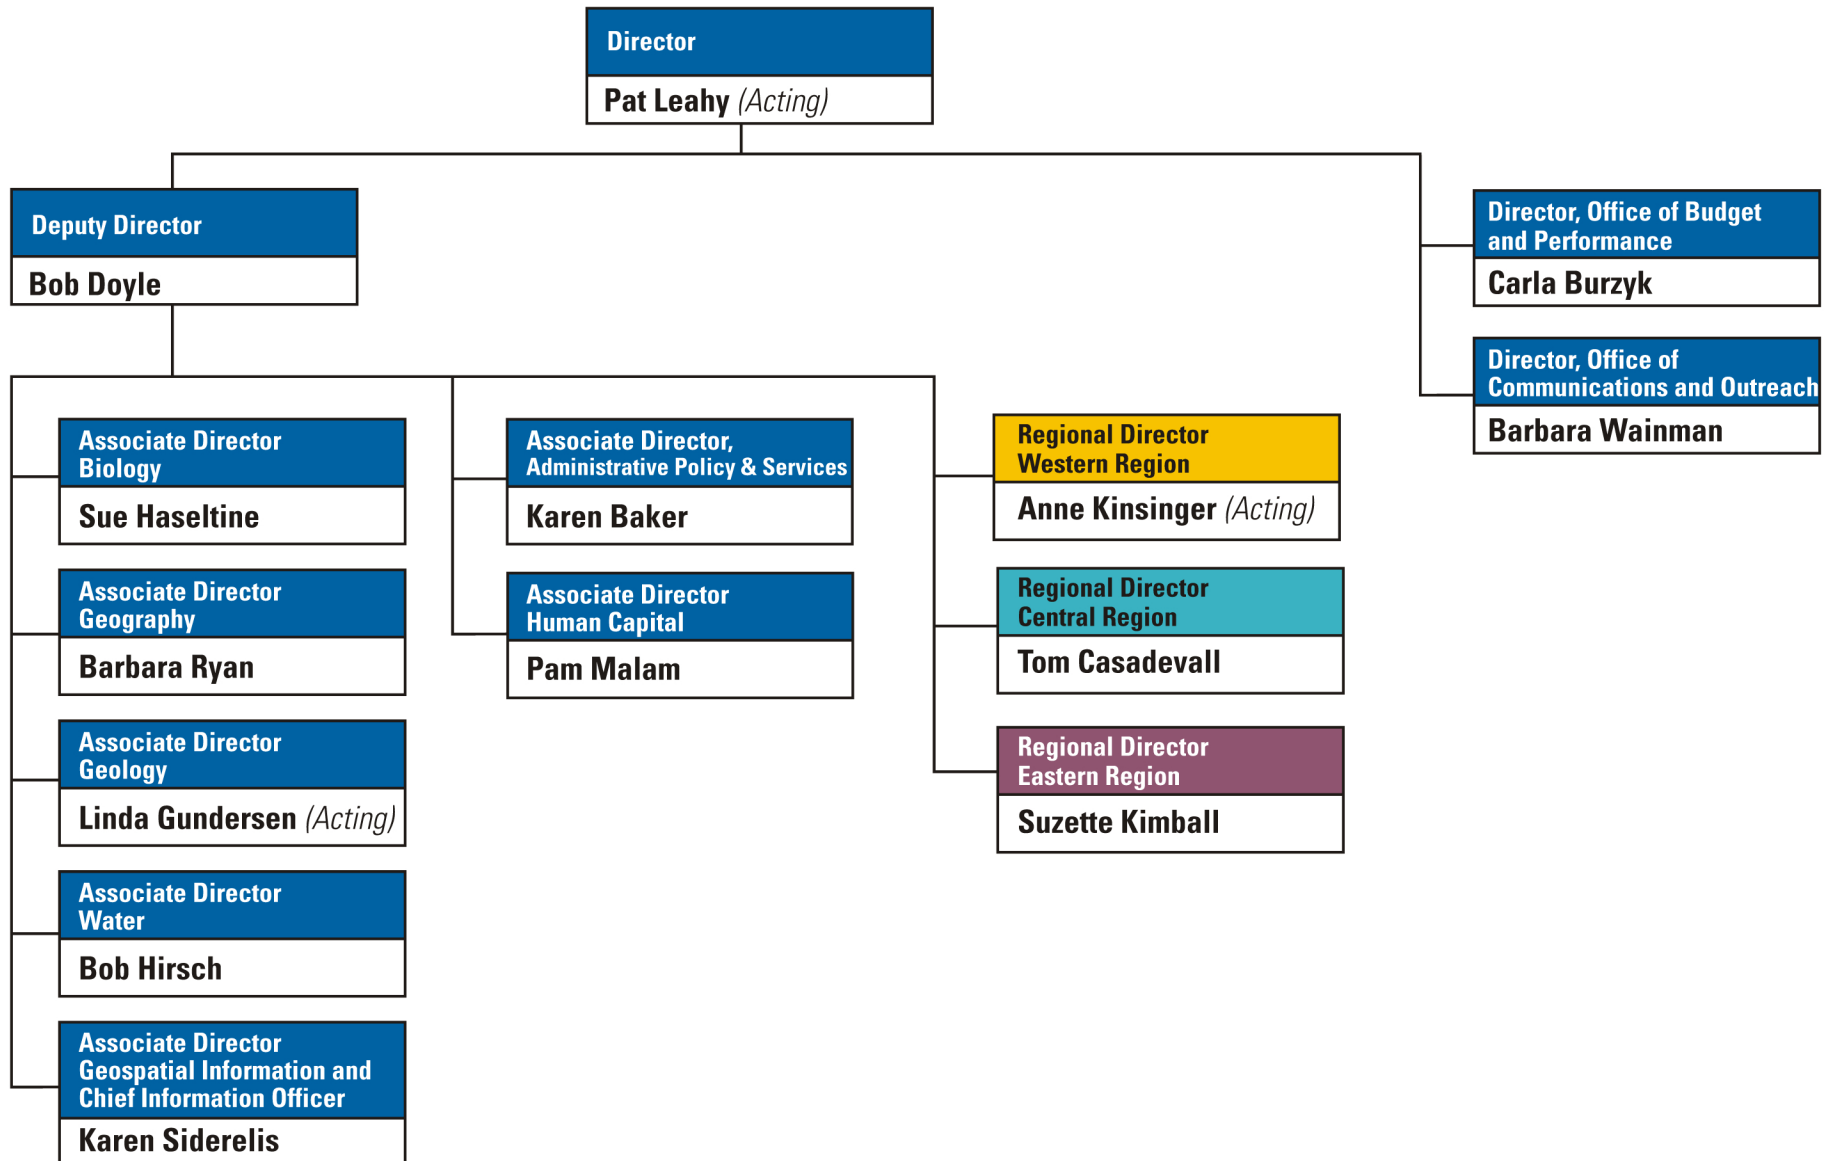 Director
Pat Leahy (Acting)
Deputy Director
Bob Doyle
Director, Office of Budget
and Performance
Carla Burzyk
Director, Office of
Communications and Outreach
Barbara Wainman
Associate Director
Biology
Sue Haseltine
Associate Director
Geography
Barbara Ryan
Associate Director
Geology
Linda Gundersen (Acting)
Associate Director
Water
Bob Hirsch
Associate Director
Geospatial Information and
Chief Information Officer
Karen Siderelis
Associate Director,
Administrative Policy & Services
Karen Baker
Associate Director
Human Capital
Pam Malam
Regional Director
Western Region
Anne Kinsinger (Acting)
Regional Director
Central Region
Tom Casadevall
Regional Director
Eastern Region
Suzette Kimball